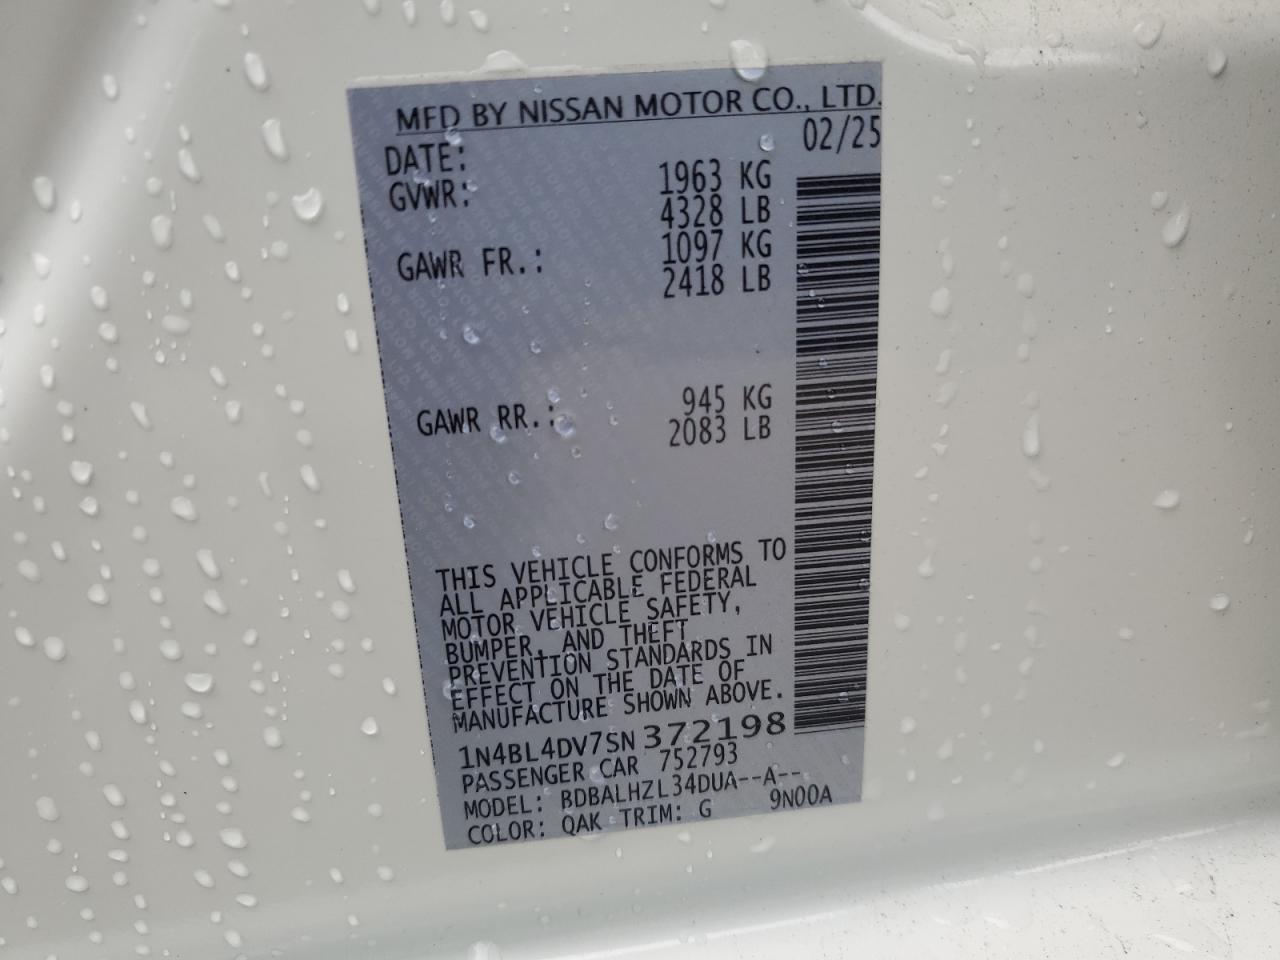 MFD BY NISSAN MOTOR CO., LTD.
DATE: 02/25
GVWR: 1963 KG
4328 LB
GAWR FR.: 1097 KG
2418 LB
GAWR RR.: 945 KG
2083 LB
THIS VEHICLE CONFORMS TO
ALL APPLICABLE FEDERAL
MOTOR VEHICLE SAFETY,
BUMPER, AND THEFT
PREVENTION STANDARDS IN
EFFECT ON THE DATE OF
MANUFACTURE SHOWN ABOVE.
1N4BL4DV7SN372198
PASSENGER CAR 752793
MODEL: BDBALHZL34DUA--A--
COLOR: QAK TRIM: G 9N00A